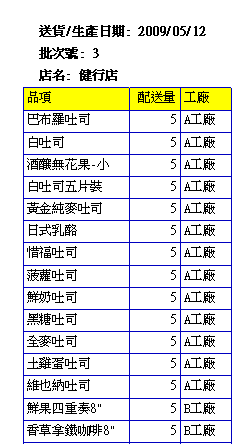 送貨/生產日期: 2009/05/12
批次號: 3
店名: 健行店
品項 配送量 工廠
巴布羅吐司 5 A工廠
白吐司 5 A工廠
酒釀無花果-小 5 A工廠
白吐司五片裝 5 A工廠
黃金純麥吐司 5 A工廠
日式乳酪 5 A工廠
惜福吐司 5 A工廠
菠蘿吐司 5 A工廠
鮮奶吐司 5 A工廠
黑糖吐司 5 A工廠
全麥吐司 5 A工廠
土雞蛋吐司 5 A工廠
維也納吐司 5 A工廠
鮮果四重奏8" 5 B工廠
香草拿鐵咖啡8" 5 B工廠